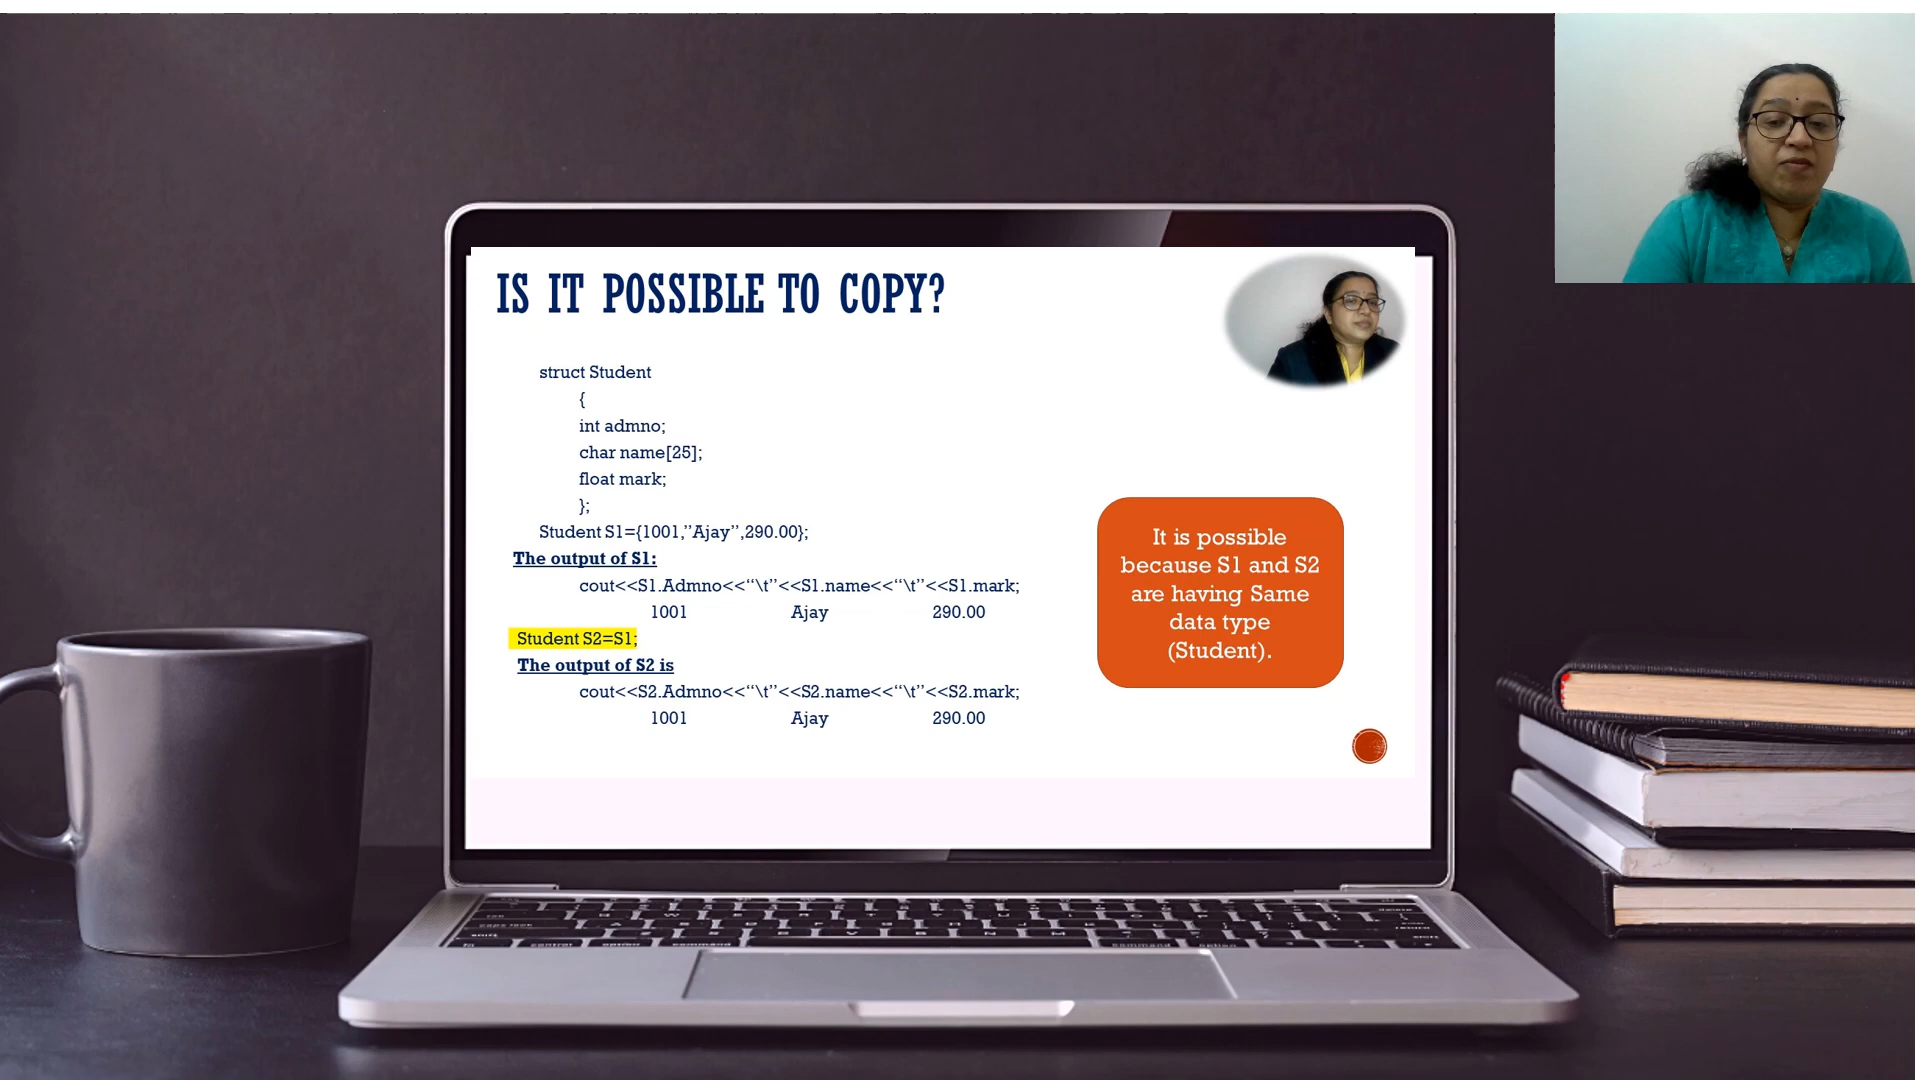 IS IT POSSIBLE TO COPY?
struct Student
{
int admno;
char name[25];
float mark;
};
Student S1={1001,”Ajay”,290.00};
The output of S1:
cout<<S1.Admno<<“\t”<<S1.name<<“\t”<<S1.mark;
1001 Ajay 290.00
Student S2=S1;
The output of S2 is
cout<<S2.Admno<<“\t”<<S2.name<<“\t”<<S2.mark;
1001 Ajay 290.00
It is possible
because S1 and S2
are having Same
data type
(Student).